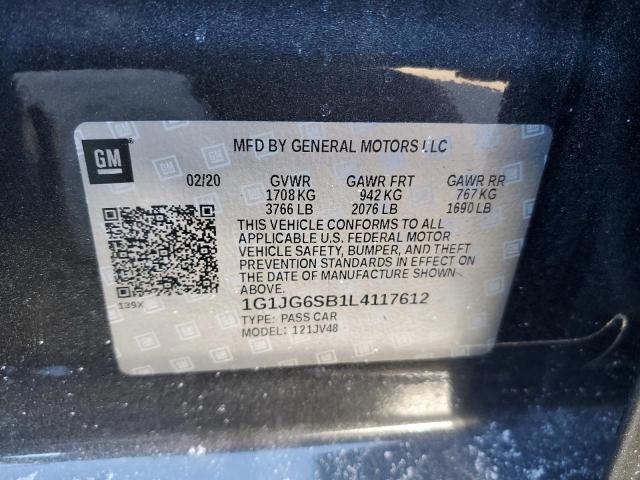 GM
MFD BY GENERAL MOTORS LLC
02/20 GVWR GAWR FRT GAWR RR
1708 KG 942 KG 767 KG
3766 LB 2076 LB 1690 LB
THIS VEHICLE CONFORMS TO ALL
APPLICABLE U.S. FEDERAL MOTOR
VEHICLE SAFETY, BUMPER, AND THEFT
PREVENTION STANDARDS IN EFFECT ON
THE DATE OF MANUFACTURE SHOWN
ABOVE.
139X
1G1JG6SB1L4117612
TYPE: PASS CAR
MODEL: 121JV48